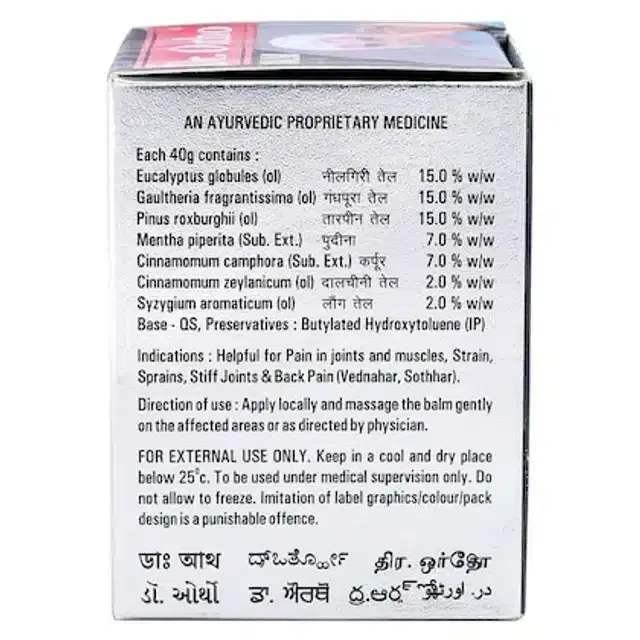 Dr. Ortho
AN AYURVEDIC PROPRIETARY MEDICINE
Each 40g contains :
Eucalyptus globules (ol) नीलगिरी तेल 15.0 % w/w
Gaultheria fragrantissima (ol) गंधपूरा तेल 15.0 % w/w
Pinus roxburghii (ol) तारपीन तेल 15.0 % w/w
Mentha piperita (Sub. Ext.) पुदीना 7.0 % w/w
Cinnamomum camphora (Sub. Ext.) कर्पूर 7.0 % w/w
Cinnamomum zeylanicum (ol) दालचीनी तेल 2.0 % w/w
Syzygium aromaticum (ol) लौंग तेल 2.0 % w/w
Base - QS, Preservatives : Butylated Hydroxytoluene (IP)
Indications : Helpful for Pain in joints and muscles, Strain,
Sprains, Stiff Joints & Back Pain (Vednahar, Sothhar).
Direction of use : Apply locally and massage the balm gently
on the affected areas or as directed by physician.
FOR EXTERNAL USE ONLY. Keep in a cool and dry place
below 25°c. To be used under medical supervision only. Do
not allow to freeze. Imitation of label graphics/colour/pack
design is a punishable offence.
திர. ஒர்தோ
ડૉ. ઓર્થો ਡਾ. ਔਰਥੋ